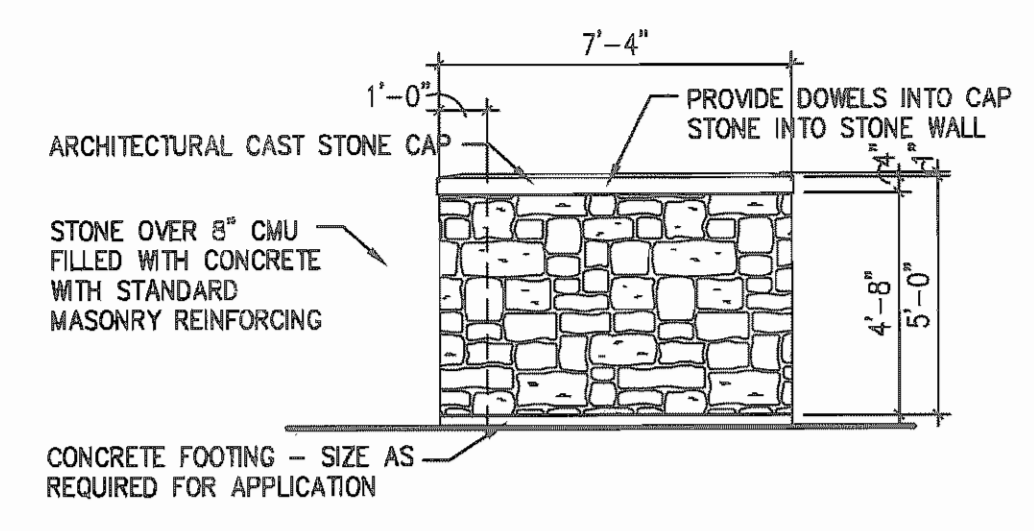 7'-4"
1'-0"
PROVIDE DOWELS INTO CAP
STONE INTO STONE WALL
ARCHITECTURAL CAST STONE CAP
4"
1"
STONE OVER 8" CMU
FILLED WITH CONCRETE
WITH STANDARD
MASONRY REINFORCING
4'-8"
5'-0"
CONCRETE FOOTING - SIZE AS
REQUIRED FOR APPLICATION